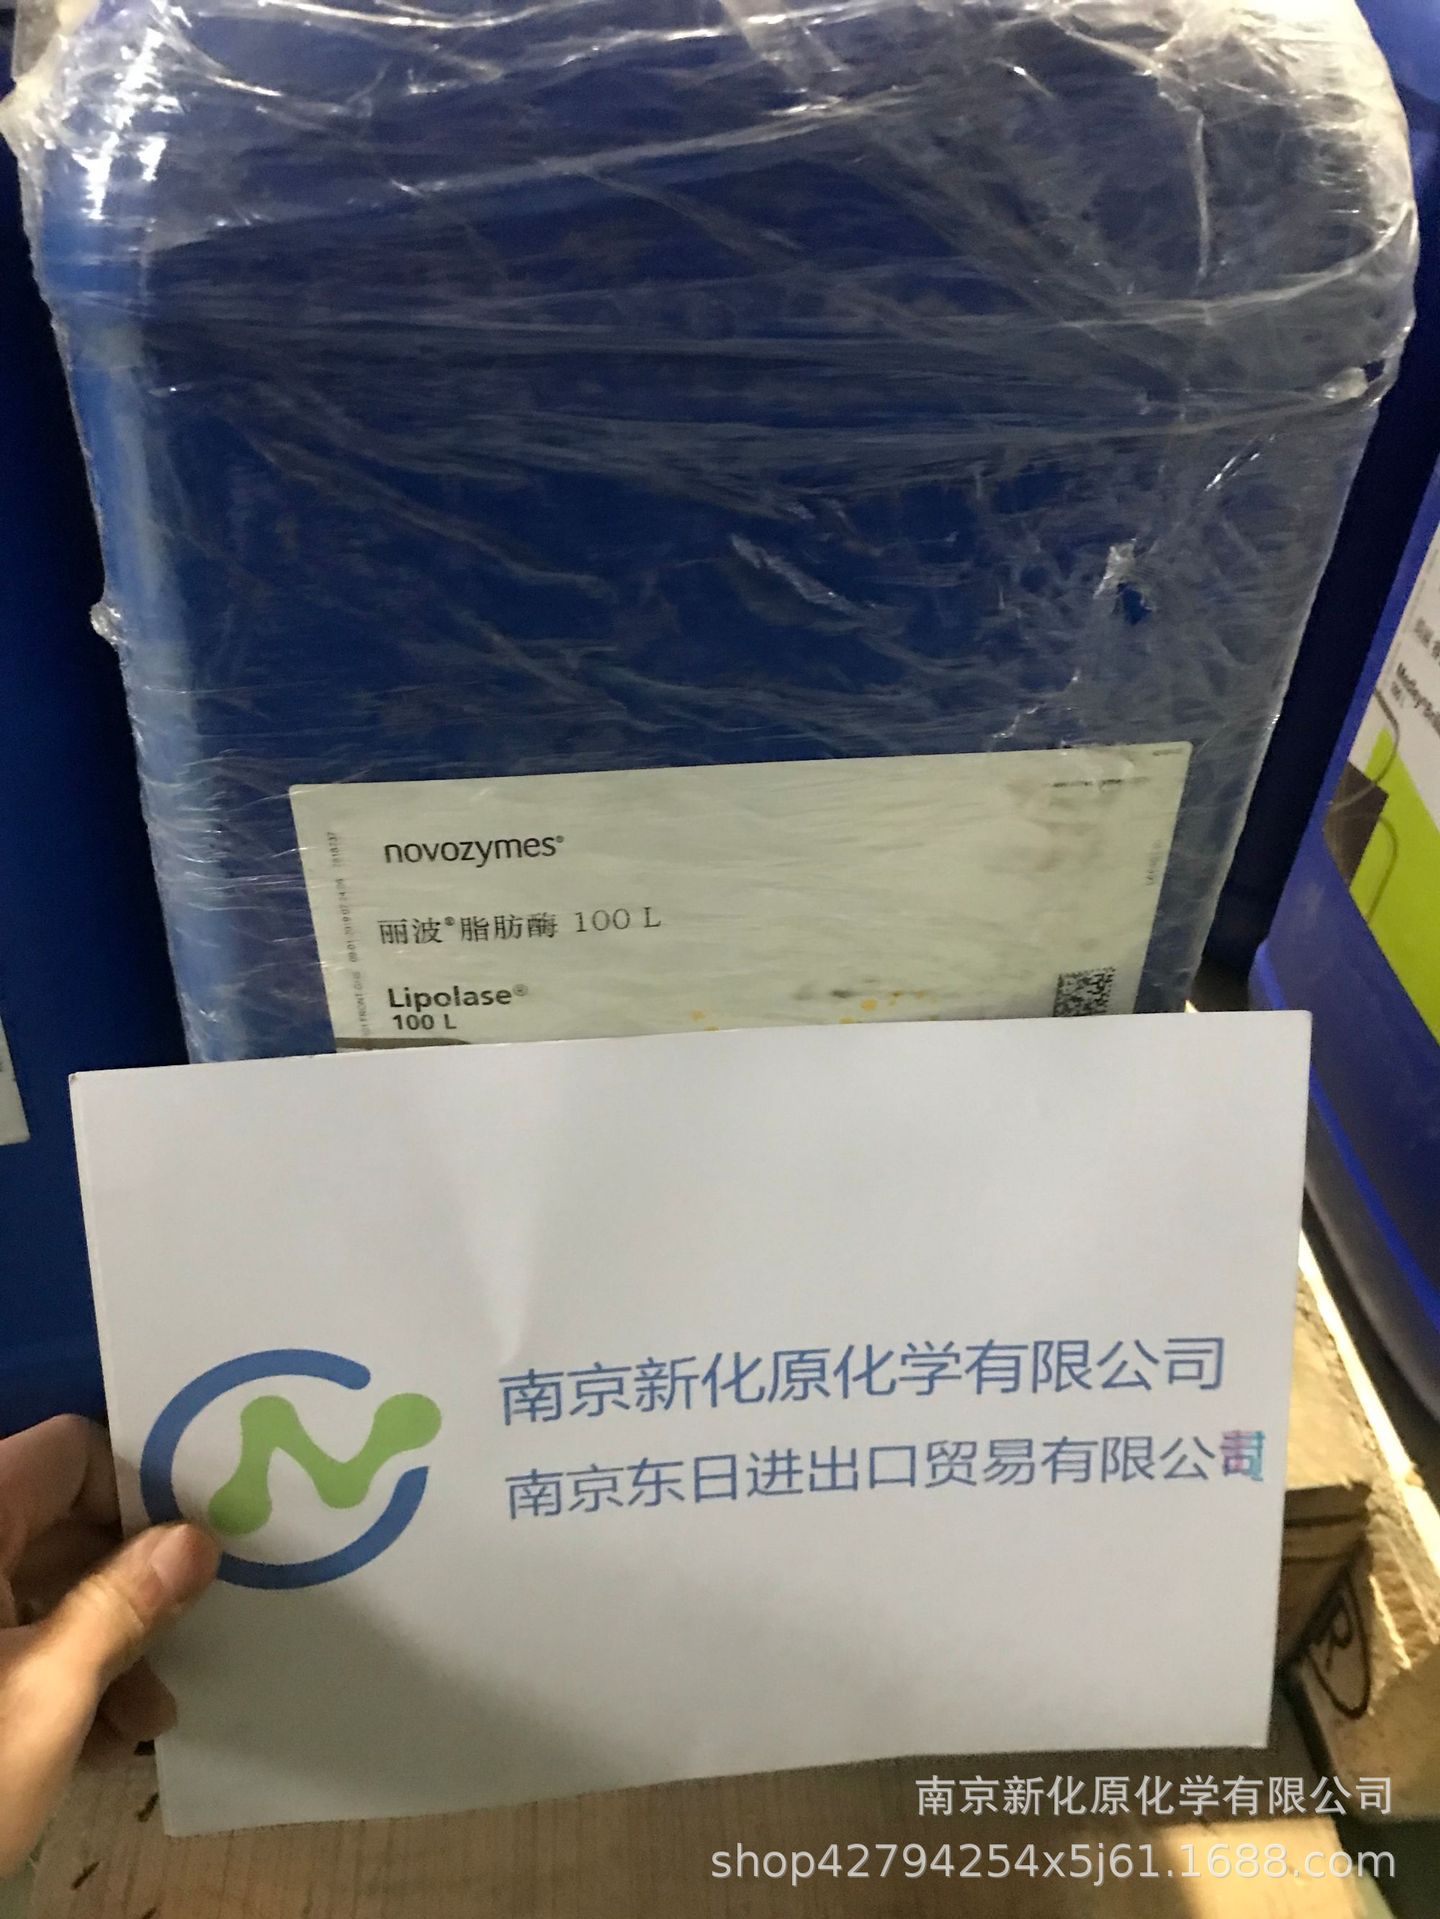 novozymes®
丽波®脂肪酶 100 L
Lipolase®
100 L
南京新化原化学有限公司
南京东日进出口贸易有限公司
南京新化原化学有限公司
shop42794254x5j61.1688.com